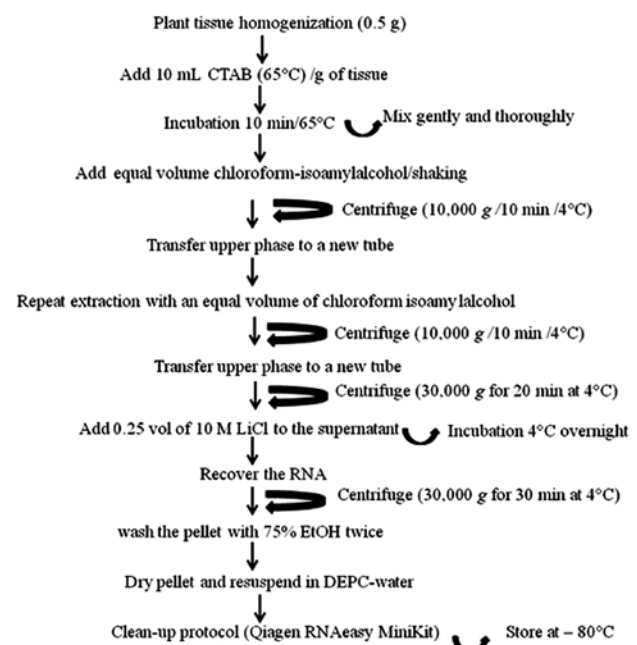 Plant tissue homogenization (0.5 g)
Add 10 mL CTAB (65°C) /g of tissue
Incubation 10 min/65°C
Mix gently and thoroughly
Add equal volume chloroform-isoamylalcohol/shaking
Centrifuge (10,000 g /10 min /4°C)
Transfer upper phase to a new tube
Repeat extraction with an equal volume of chloroform isoamylalcohol
Centrifuge (10,000 g /10 min /4°C)
Transfer upper phase to a new tube
Centrifuge (30,000 g for 20 min at 4°C)
Add 0.25 vol of 10 M LiCl to the supernatant
Incubation 4°C overnight
Recover the RNA
Centrifuge (30,000 g for 30 min at 4°C)
wash the pellet with 75% EtOH twice
Dry pellet and resuspend in DEPC-water
Clean-up protocol (Qiagen RNAeasy MiniKit)
Store at – 80°C